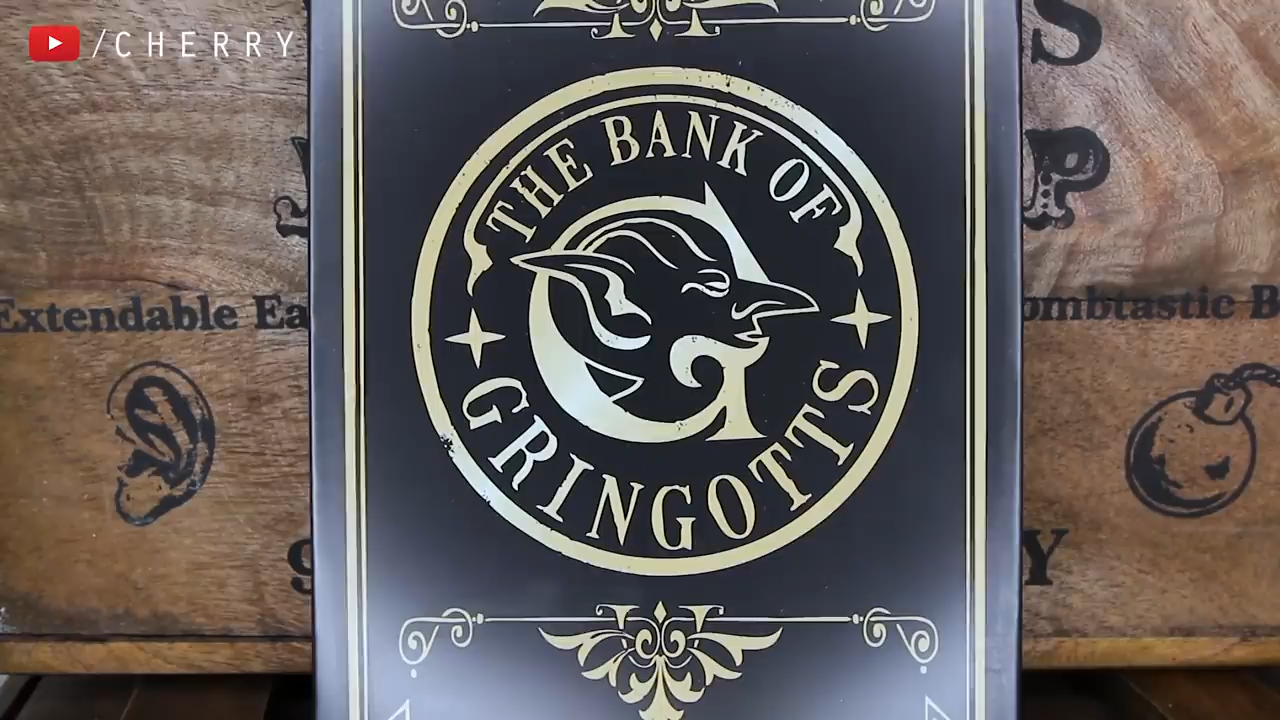 /CHERRY
THE BANK OF
GRINGOTTS
Extendable Ea
ombtastic B